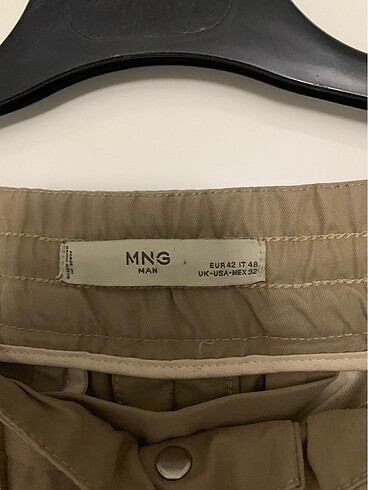 MNG
MAN
EUR 42 IT 48
UK-USA-MEX 32